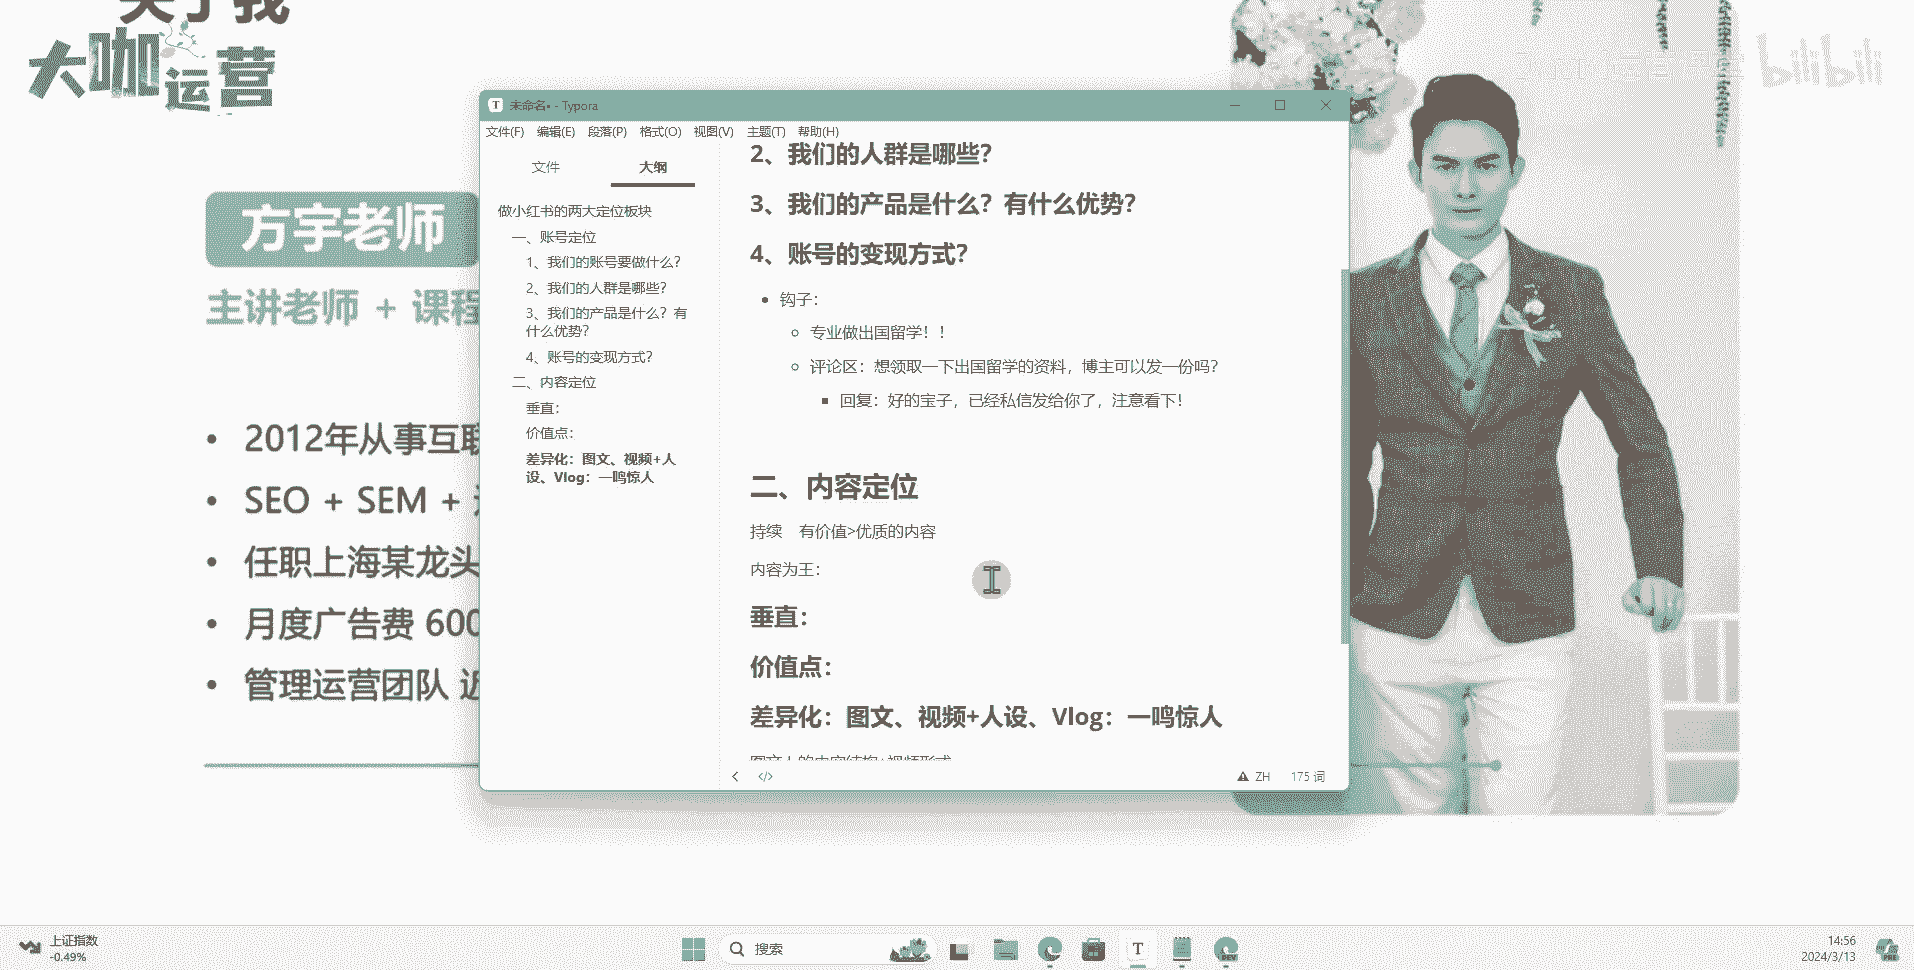 关于我
大咖运营
bilibili
方宇老师
主讲老师 + 课程
• 2012年从事互联
• SEO + SEM +
• 任职上海某龙头
• 月度广告费 600
• 管理运营团队 近
未命名• - Typora
文件(F) 编辑(E) 段落(P) 格式(O) 视图(V) 主题(T) 帮助(H)
文件 大纲
做小红书的两大定位板块
一、账号定位
1、我们的账号要做什么？
2、我们的人群是哪些？
3、我们的产品是什么？有
什么优势？
4、账号的变现方式？
二、内容定位
垂直：
价值点：
差异化：图文、视频+人
设、Vlog：一鸣惊人
2、我们的人群是哪些？
3、我们的产品是什么？有什么优势？
4、账号的变现方式？
• 钩子：
专业做出国留学！！
评论区：想领取一下出国留学的资料，博主可以发一份吗？
回复：好的宝子，已经私信发给你了，注意看下！
二、内容定位
持续 有价值>优质的内容
内容为王：
垂直：
价值点：
差异化：图文、视频+人设、Vlog：一鸣惊人
ZH 175 词
上证指数
-0.49%
搜索
14:56
2024/3/13